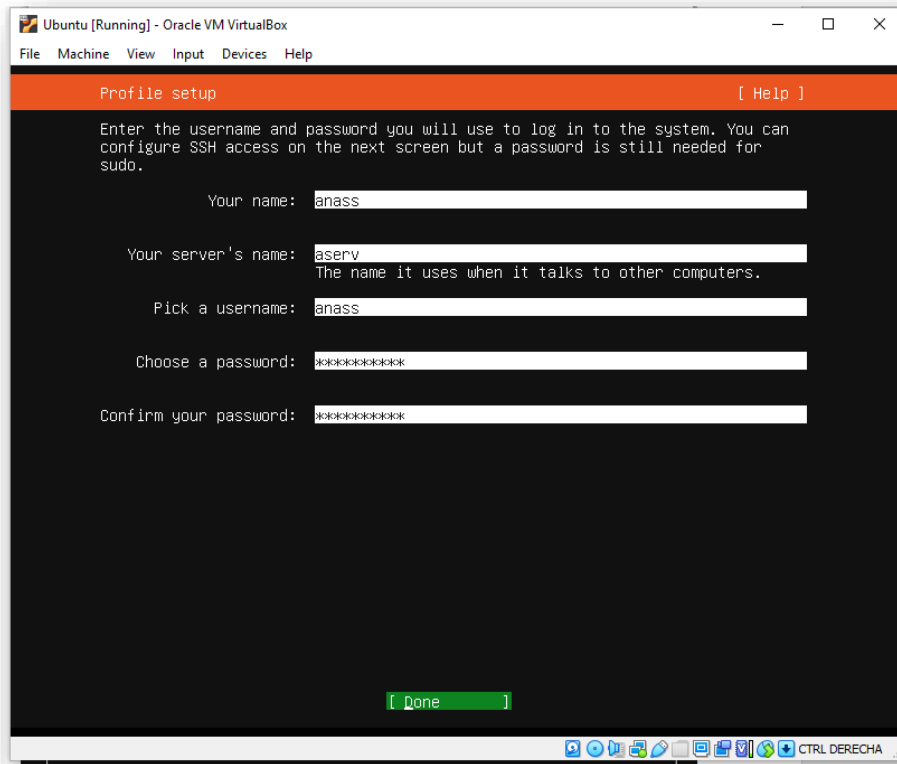 Ubuntu [Running] - Oracle VM VirtualBox
File Machine View Input Devices Help
Profile setup [ Help ]
Enter the username and password you will use to log in to the system. You can
configure SSH access on the next screen but a password is still needed for
sudo.
Your name: anass
Your server's name: aserv
The name it uses when it talks to other computers.
Pick a username: anass
Choose a password: **********
Confirm your password: **********
[ Done ]
CTRL DERECHA